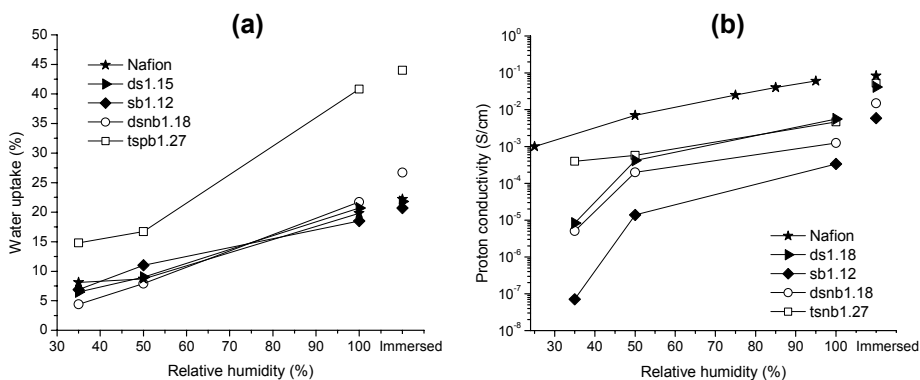 (a)
50
45
40
35
30
25
20
15
10
5
0
Water uptake (%)
Nafion
ds1.15
sb1.12
dsnb1.18
tspb1.27
30 40 50 60 70 80 90 100 Immersed
Relative humidity (%)
(b)
10⁰
10⁻¹
10⁻²
10⁻³
10⁻⁴
10⁻⁵
10⁻⁶
10⁻⁷
10⁻⁸
Proton conductivity (S/cm)
Nafion
ds1.18
sb1.12
dsnb1.18
tsnb1.27
30 40 50 60 70 80 90 100 Immersed
Relative humidity (%)